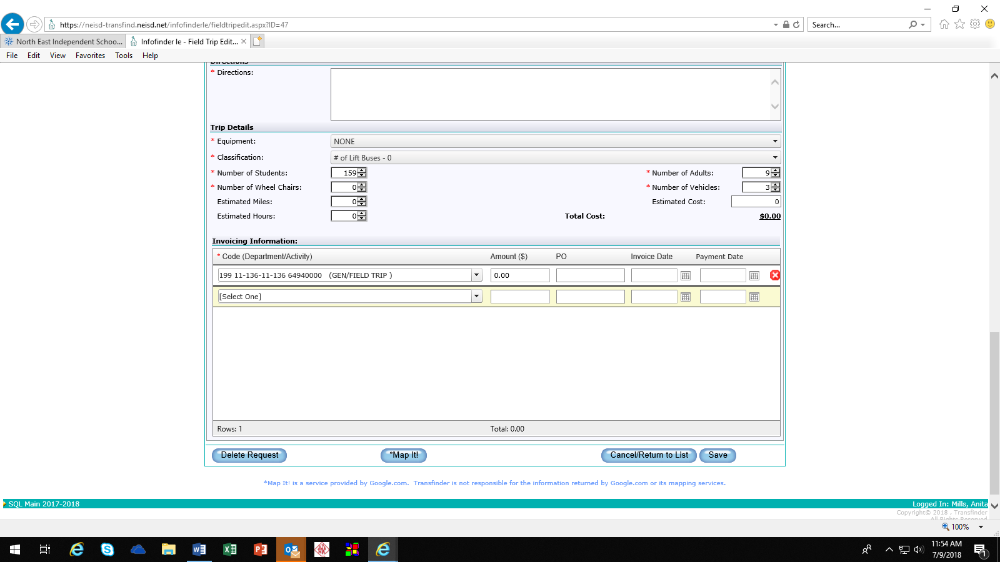 https://neisd-transfind.neisd.net/infofinderle/fieldtripedit.aspx?ID=47
Search...
North East Independent Schoo...
Infofinder le - Field Trip Edit...
File Edit View Favorites Tools Help
Directions
* Directions:
Trip Details
* Equipment: NONE
* Classification: # of Lift Buses - 0
* Number of Students: 159 * Number of Adults: 9
* Number of Wheel Chairs: 0 * Number of Vehicles: 3
Estimated Miles: 0 Estimated Cost: 0
Estimated Hours: 0 Total Cost: $0.00
Invoicing Information:
* Code (Department/Activity) Amount ($) PO Invoice Date Payment Date
199 11-136-11-136 64940000 (GEN/FIELD TRIP ) 0.00
[Select One]
Rows: 1 Total: 0.00
Delete Request *Map It! Cancel/Return to List Save
*Map It! is a service provided by Google.com. Transfinder is not responsible for the information returned by Google.com or its mapping services.
SQL Main 2017-2018 Logged In: Mills, Anita
Copyright© 2018 , Transfinder
All Rights Reserved
100%
11:54 AM
7/9/2018
1